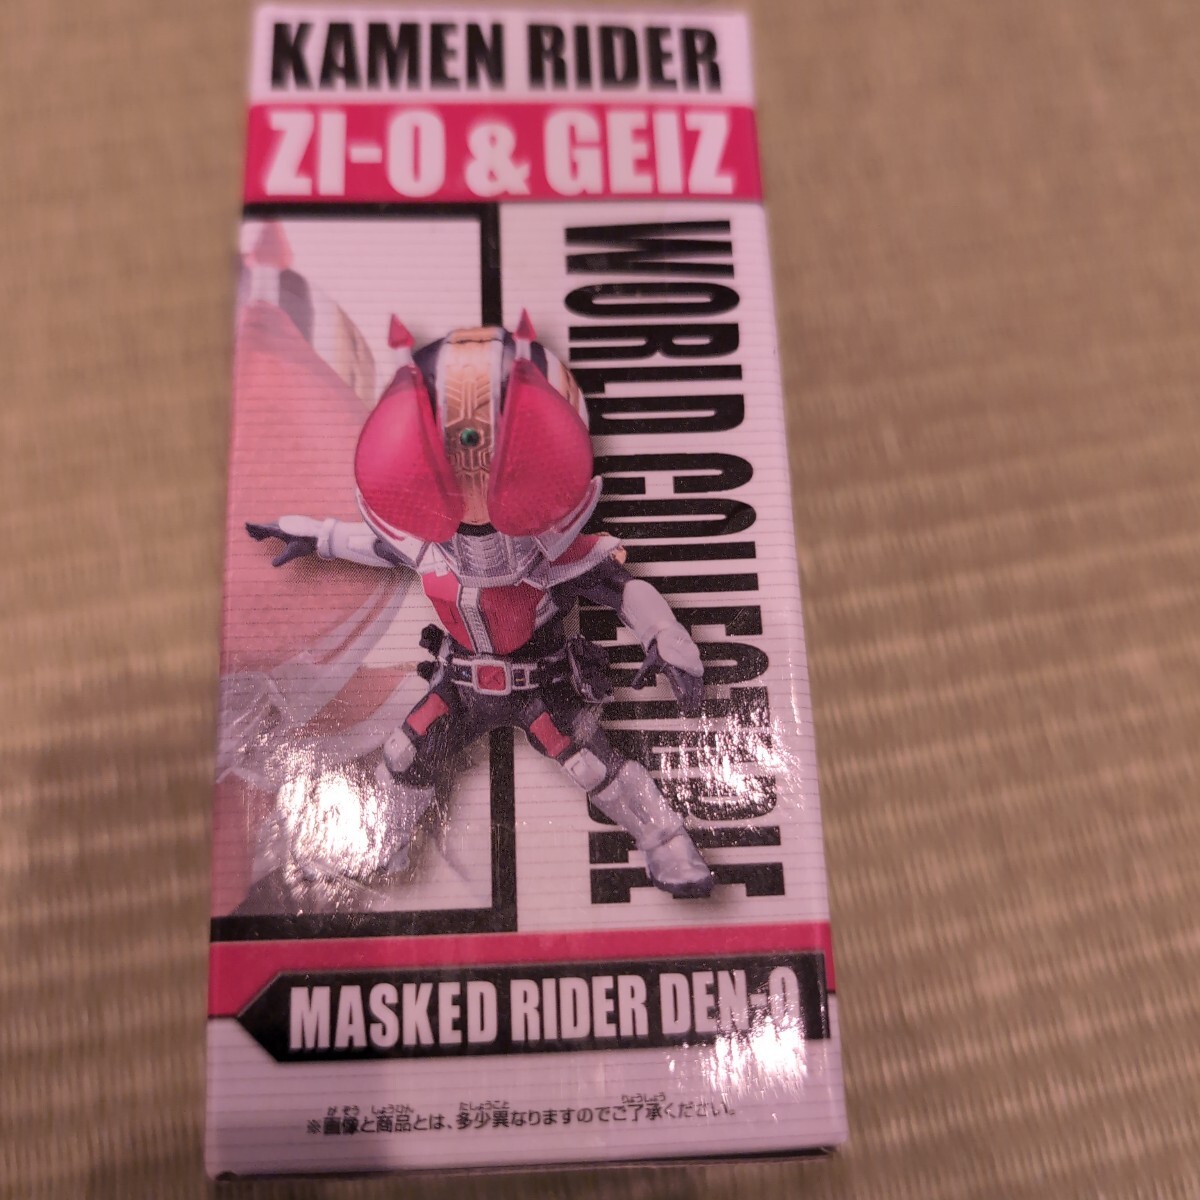 KAMEN RIDER
ZI-O & GEIZ
WORLD COLLECTABLE
MASKED RIDER DEN-O
※画像と商品とは、多少異なりますのでご了承ください。